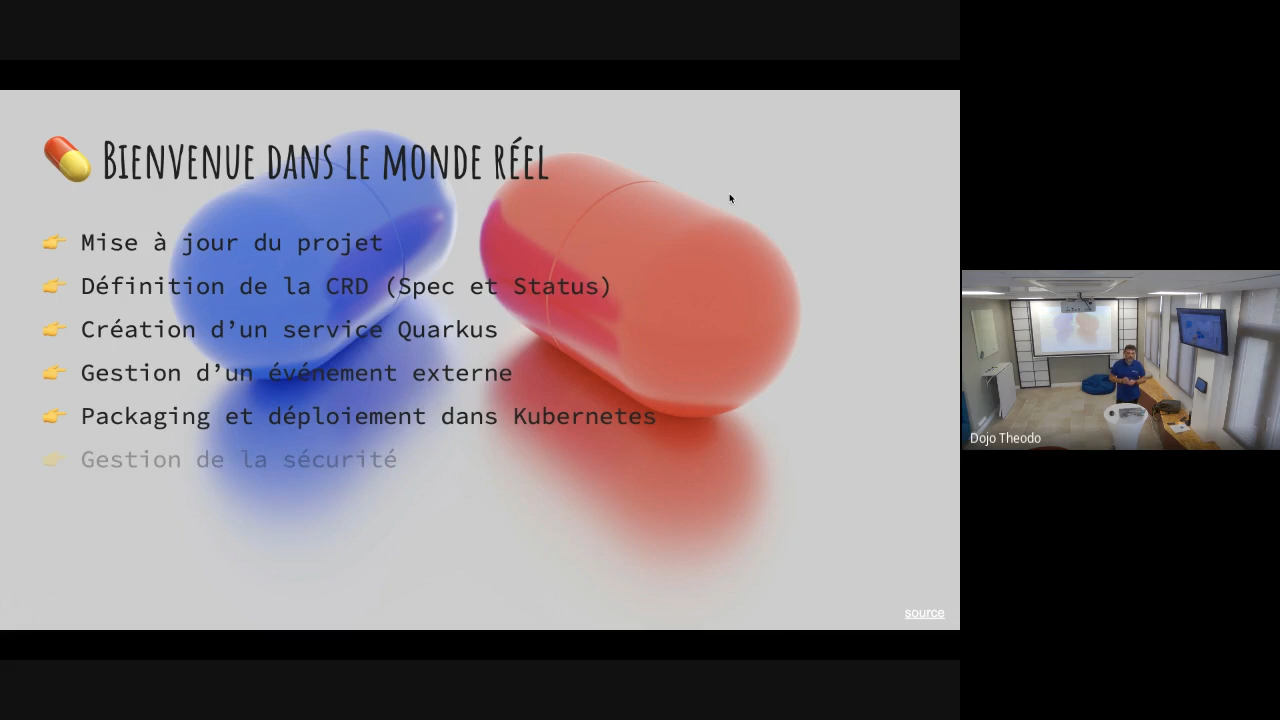 Bienvenue dans le monde réel
Mise à jour du projet
Définition de la CRD (Spec et Status)
Création d’un service Quarkus
Gestion d’un événement externe
Packaging et déploiement dans Kubernetes
Gestion de la sécurité
source
Dojo Theodo